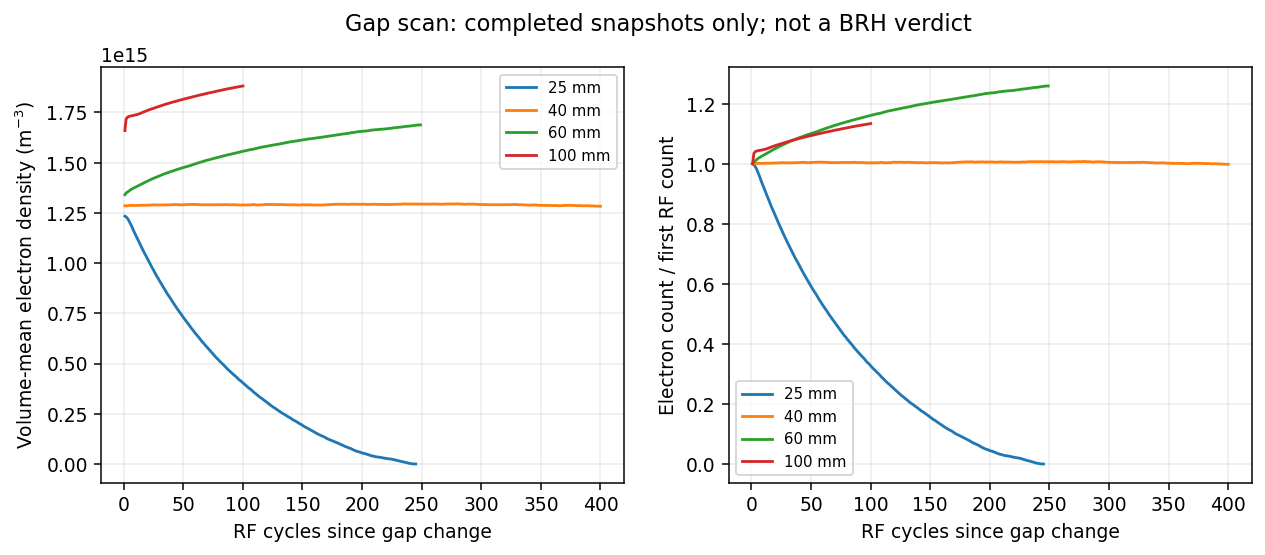 Gap scan: completed snapshots only; not a BRH verdict
1e15
Volume-mean electron density (m⁻³)
1.75
1.50
1.25
1.00
0.75
0.50
0.25
0.00
25 mm
40 mm
60 mm
100 mm
0 50 100 150 200 250 300 350 400
RF cycles since gap change
Electron count / first RF count
1.2
1.0
0.8
0.6
0.4
0.2
0.0
25 mm
40 mm
60 mm
100 mm
0 50 100 150 200 250 300 350 400
RF cycles since gap change